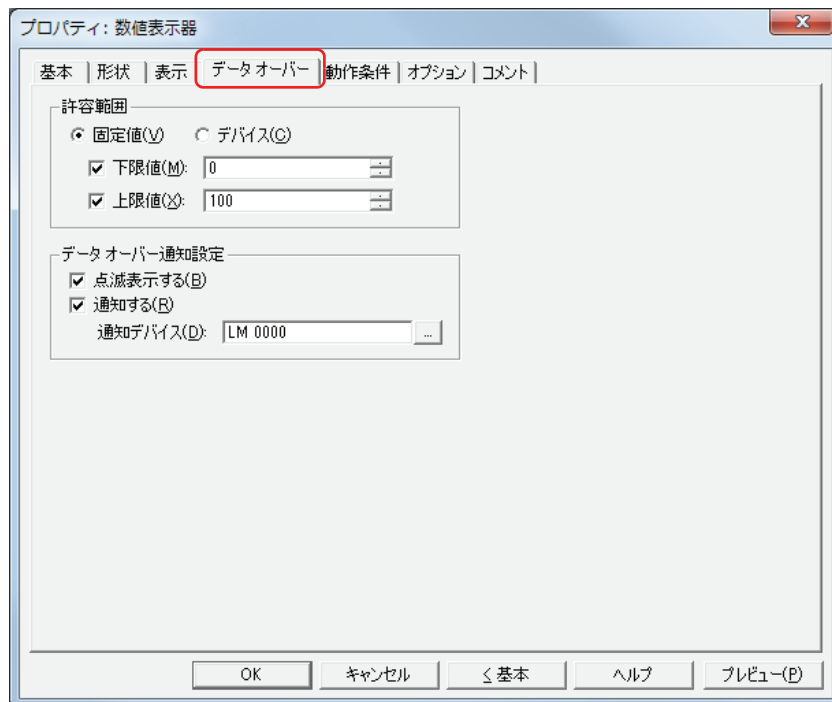 プロパティ: 数値表示器
基本 形状 表示 データ オーバー 動作条件 オプション コメント
許容範囲
固定値(V) デバイス(C)
下限値(M): 0
上限値(X): 100
データ オーバー通知設定
点滅表示する(B)
通知する(R)
通知デバイス(D): LM 0000 ...
OK キャンセル < 基本 ヘルプ プレビュー(P)